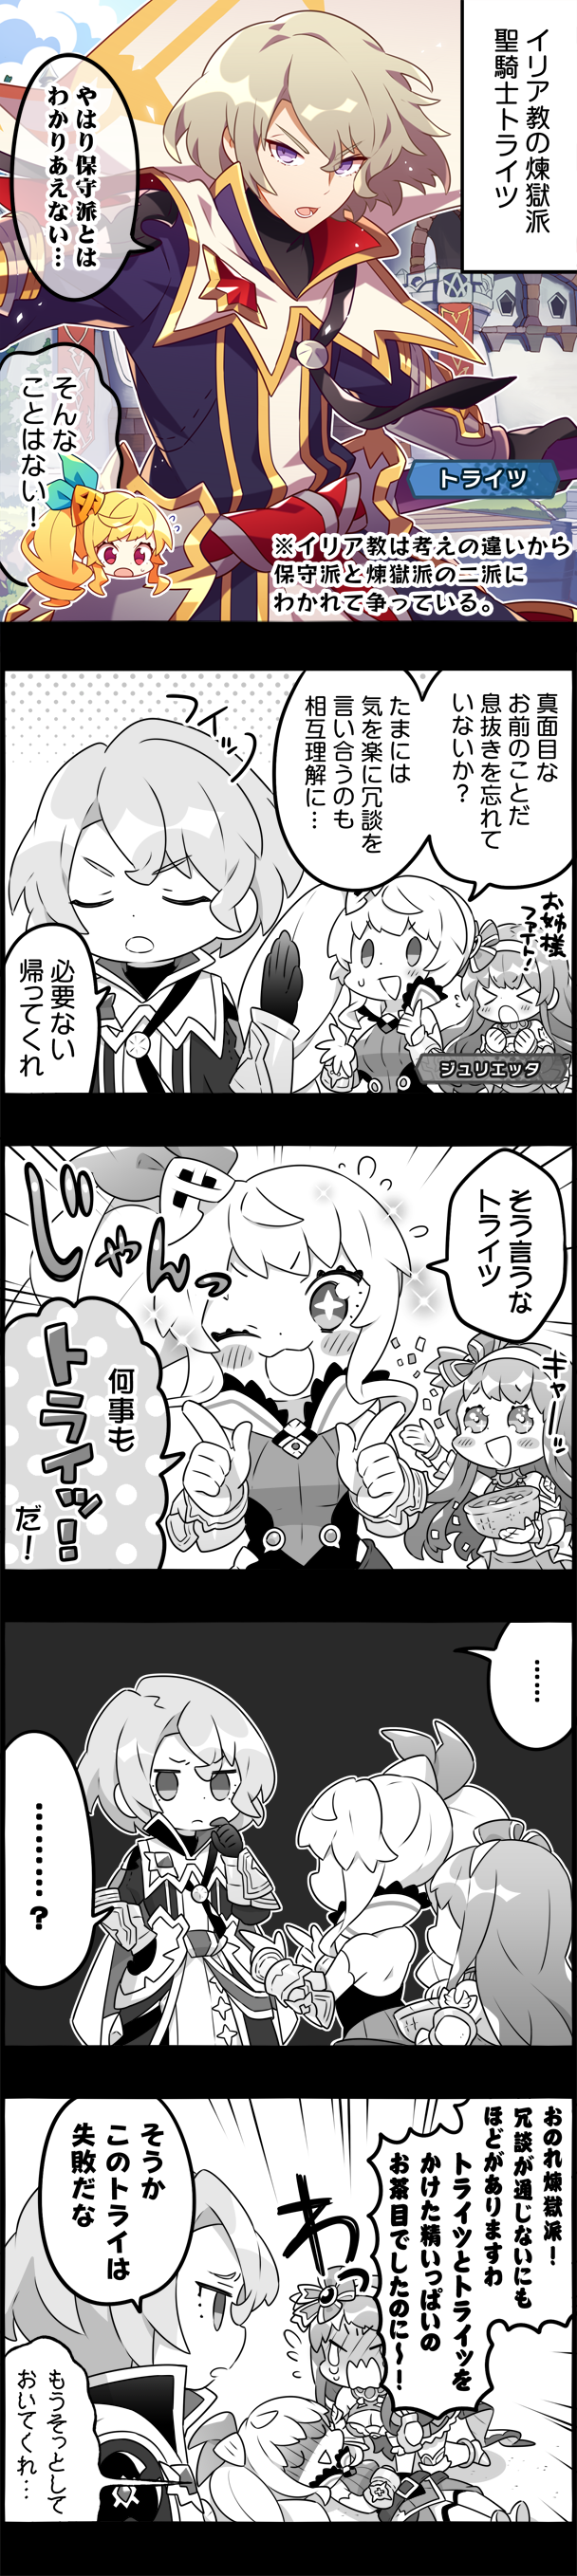 イリア教の煉獄派
聖騎士トライツ
やはり保守派とは
わかりあえない…
そんな
ことはない!
トライツ
※イリア教は考えの違いから
保守派と煉獄派の二派に
わかれて争っている。
真面目な
お前のことだ
息抜きを忘れて
いないか?
たまには
気を楽に冗談を
言い合うのも
相互理解に…
お姉様
ファイト!
ジュリエッタ
フイッ
必要ない
帰ってくれ
そう言うな
トライツ
キャーッ
じゃんっ
何事も
トライッ!!
だ!
……
………?
おのれ煉獄派!
冗談が通じないにも
ほどがありますわ
トライツとトライッを
かけた精いっぱいの
お茶目でしたのに〜!
わっ
そうか
このトライは
失敗だな
もうそっとして
おいてくれ…